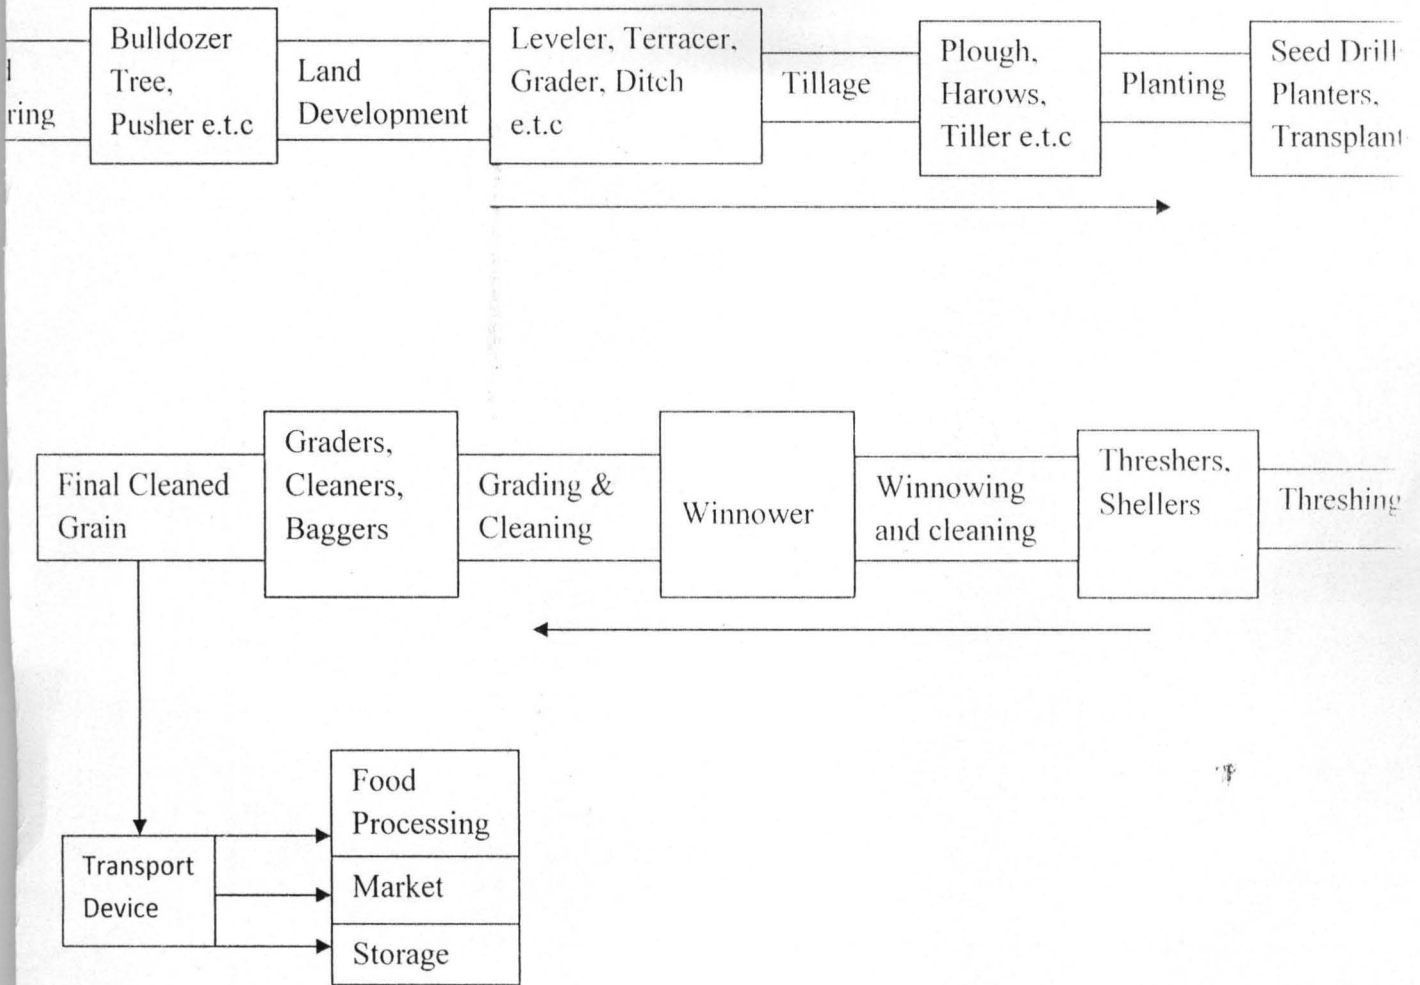 ring
Bulldozer
Tree,
Pusher e.t.c
Land
Development
Leveler, Terracer,
Grader, Ditch
e.t.c
Tillage
Plough,
Harows,
Tiller e.t.c
Planting
Seed Drill
Planters,
Transplant
Final Cleaned
Grain
Graders,
Cleaners,
Baggers
Grading &
Cleaning
Winnower
Winnowing
and cleaning
Threshers,
Shellers
Threshing
Transport
Device
Food
Processing
Market
Storage